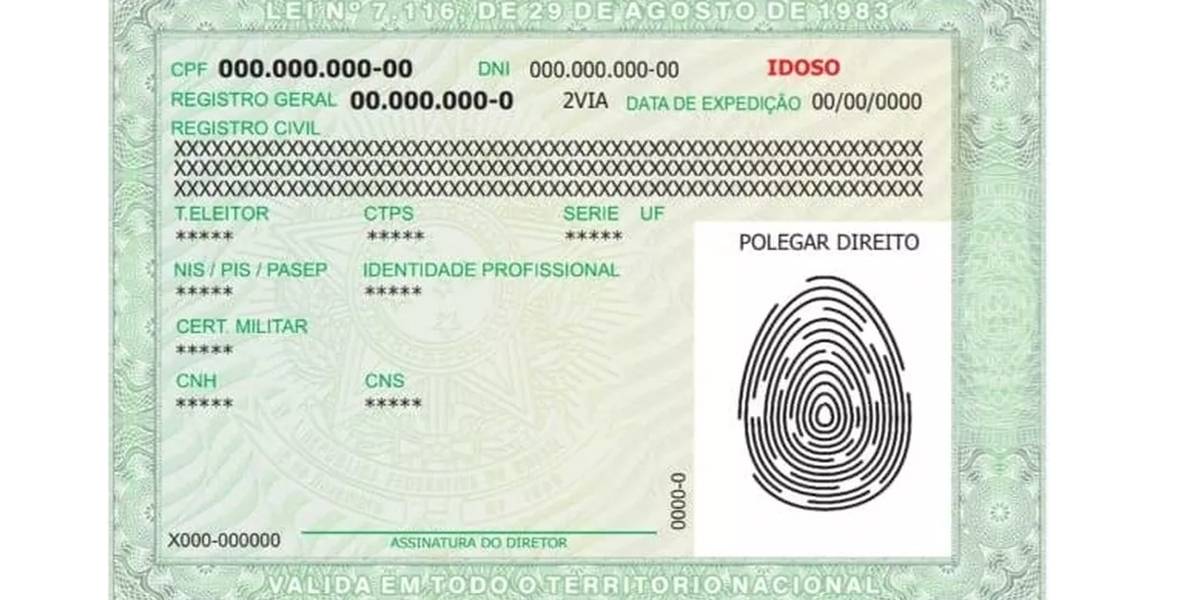 LEI Nº 7.116, DE 29 DE AGOSTO DE 1983
CPF 000.000.000-00 DNI 000.000.000-00 IDOSO
REGISTRO GERAL 00.000.000-0 2VIA DATA DE EXPEDIÇÃO 00/00/0000
REGISTRO CIVIL
XXXXXXXXXXXXXXXXXXXXXXXXXXXXXXXXXXXXXXXXXXXXXXXXXXXXXXXXXXXX
XXXXXXXXXXXXXXXXXXXXXXXXXXXXXXXXXXXXXXXXXXXXXXXXXXXXXXXXXXXX
XXXXXXXXXXXXXXXXXXXXXXXXXXXXXXXXXXXXXXXXXXXXXXXXXXXXXXXXXXXX
T.ELEITOR CTPS SERIE UF
***** ***** *****
POLEGAR DIREITO
NIS / PIS / PASEP IDENTIDADE PROFISSIONAL
***** *****
CERT. MILITAR
*****
CNH CNS
***** *****
0000-0
X000-000000
ASSINATURA DO DIRETOR
VALIDA EM TODO O TERRITORIO NACIONAL